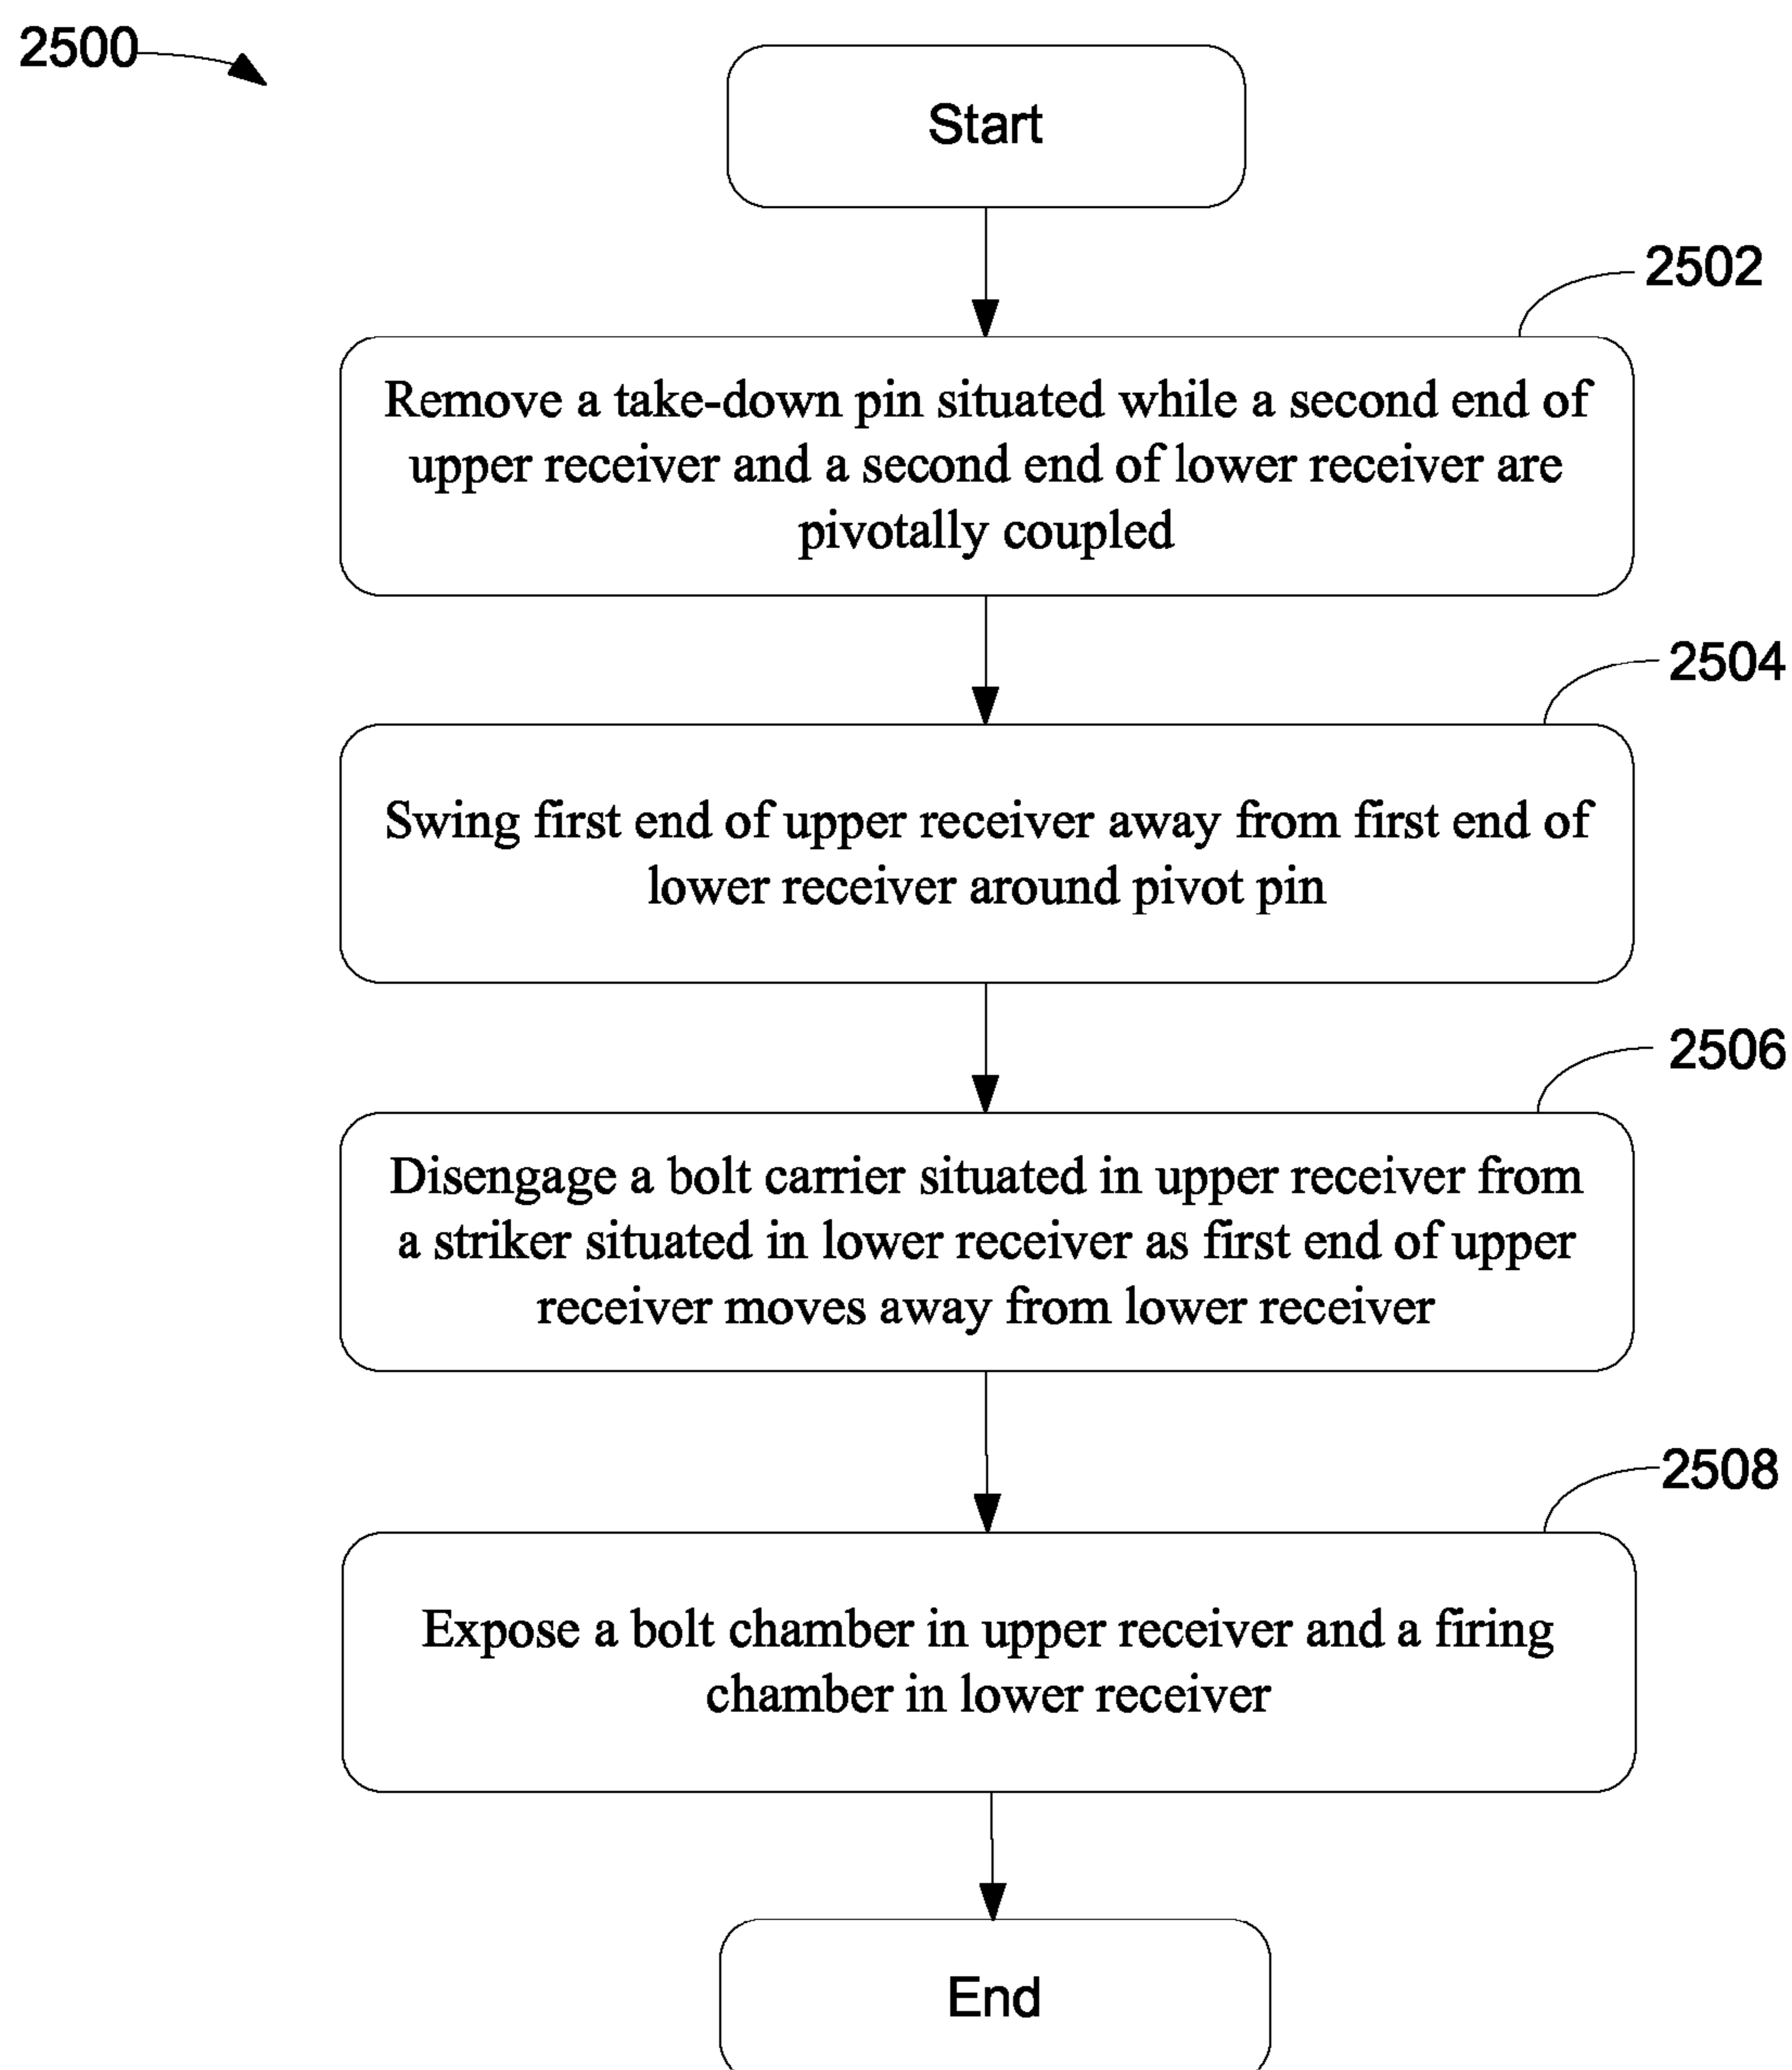 2500
Start
2502
Remove a take-down pin situated while a second end of
upper receiver and a second end of lower receiver are
pivotally coupled
2504
Swing first end of upper receiver away from first end of
lower receiver around pivot pin
2506
Disengage a bolt carrier situated in upper receiver from
a striker situated in lower receiver as first end of upper
receiver moves away from lower receiver
2508
Expose a bolt chamber in upper receiver and a firing
chamber in lower receiver
End